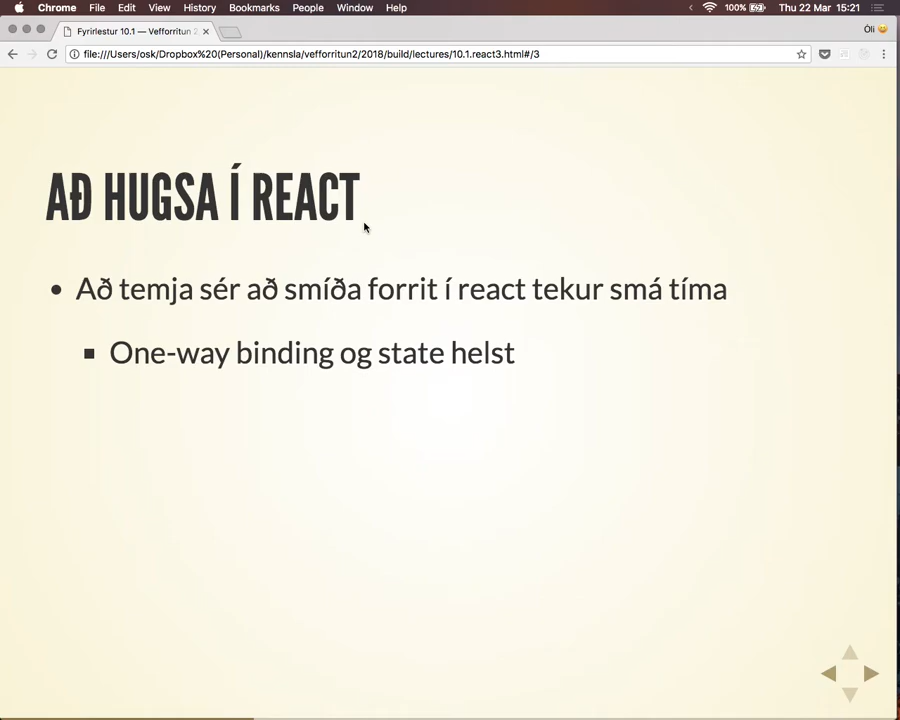 Chrome File Edit View History Bookmarks People Window Help 100% Thu 22 Mar 15:21
Fyrirlestur 10.1 — Vefforritun 2
Óli
file:///Users/osk/Dropbox%20(Personal)/kennsla/vefforritun2/2018/build/lectures/10.1.react3.html#/3
AÐ HUGSA Í REACT
Að temja sér að smíða forrit í react tekur smá tíma
One-way binding og state helst